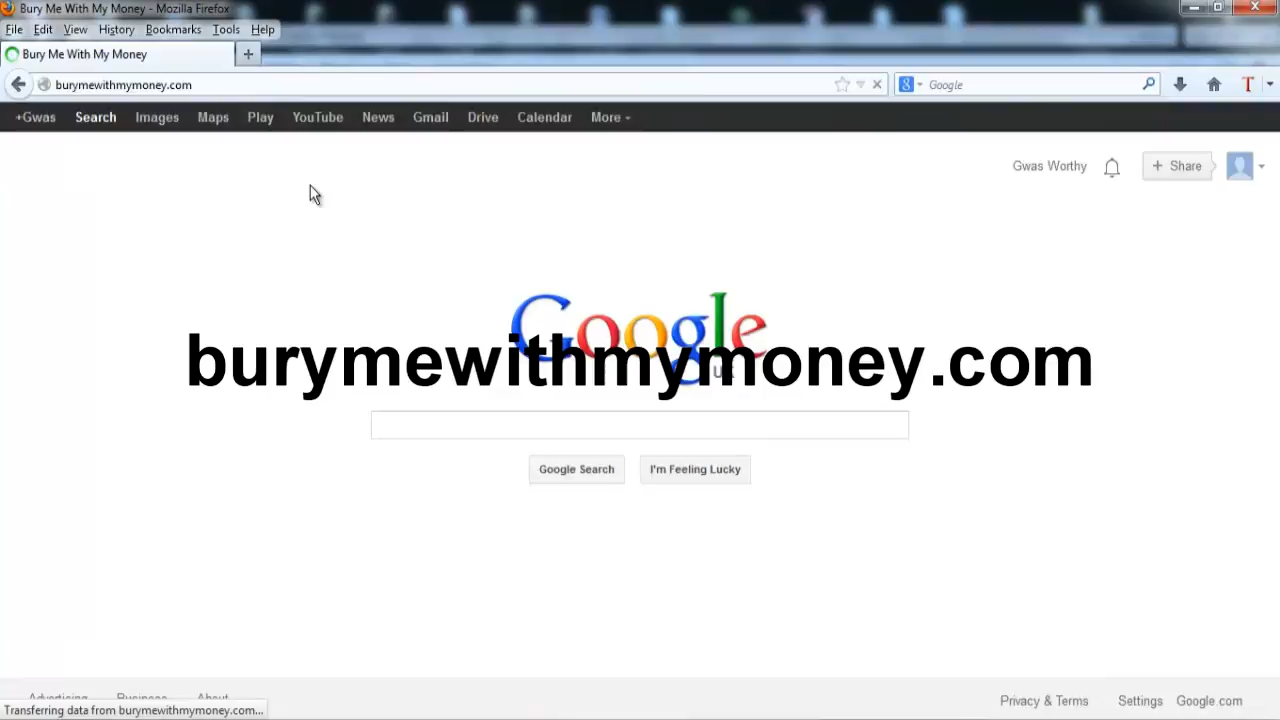 Bury Me With My Money - Mozilla Firefox
File Edit View History Bookmarks Tools Help
Bury Me With My Money
burymewithmymoney.com
Google
+Gwas Search Images Maps Play YouTube News Gmail Drive Calendar More
Gwas Worthy
+ Share
Google
burymewithmymoney.com
Google Search I'm Feeling Lucky
Advertising Business About
Privacy & Terms Settings Google.com
Transferring data from burymewithmymoney.com...